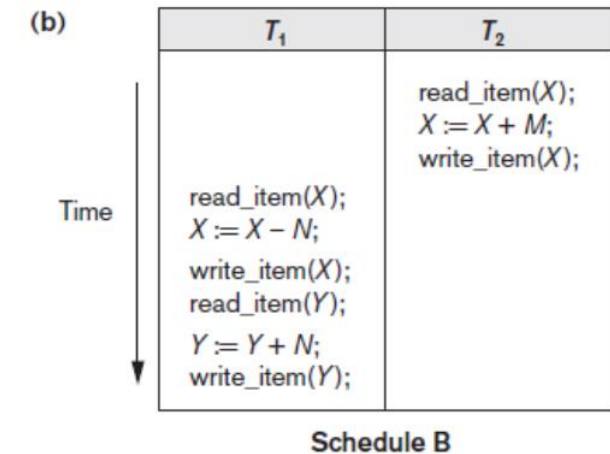 (b)
T₁ T₂
read_item(X);
X := X + M;
write_item(X);
Time
read_item(X);
X := X – N;
write_item(X);
read_item(Y);
Y := Y + N;
write_item(Y);
Schedule B